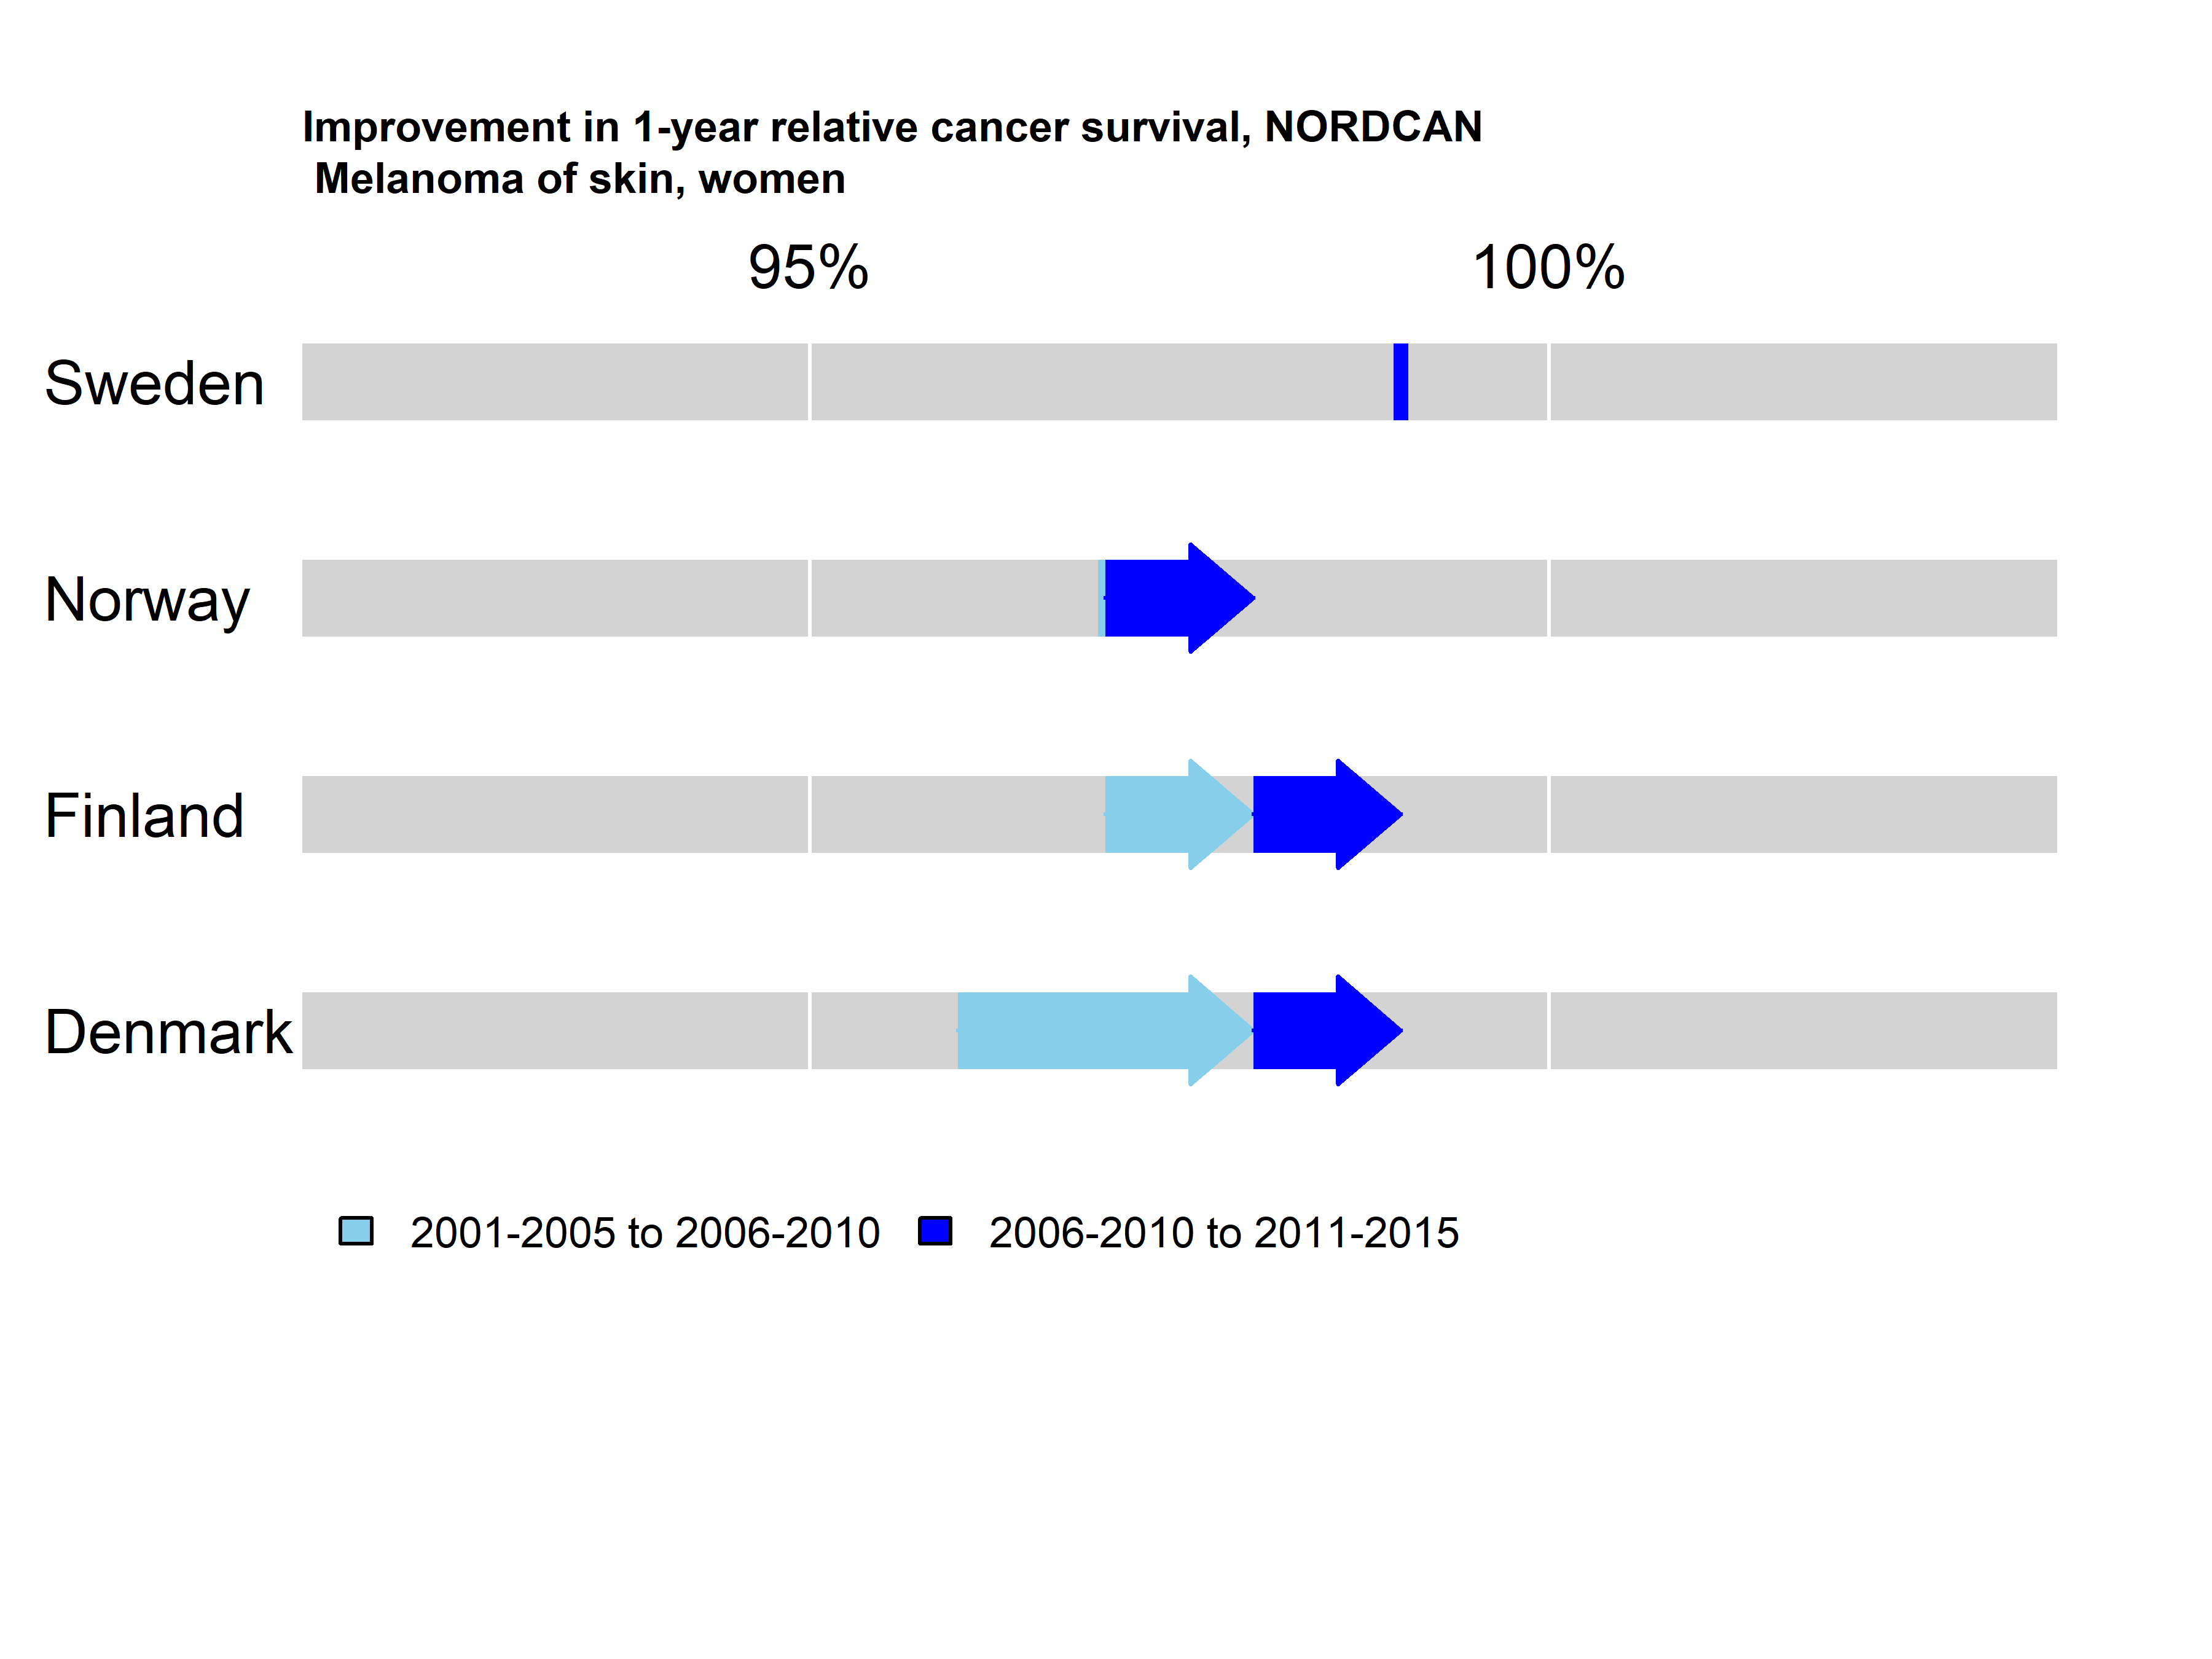 Improvement in 1-year relative cancer survival, NORDCAN
Melanoma of skin, women
95% 100%
Sweden
Norway
Finland
Denmark
2001-2005 to 2006-2010 2006-2010 to 2011-2015